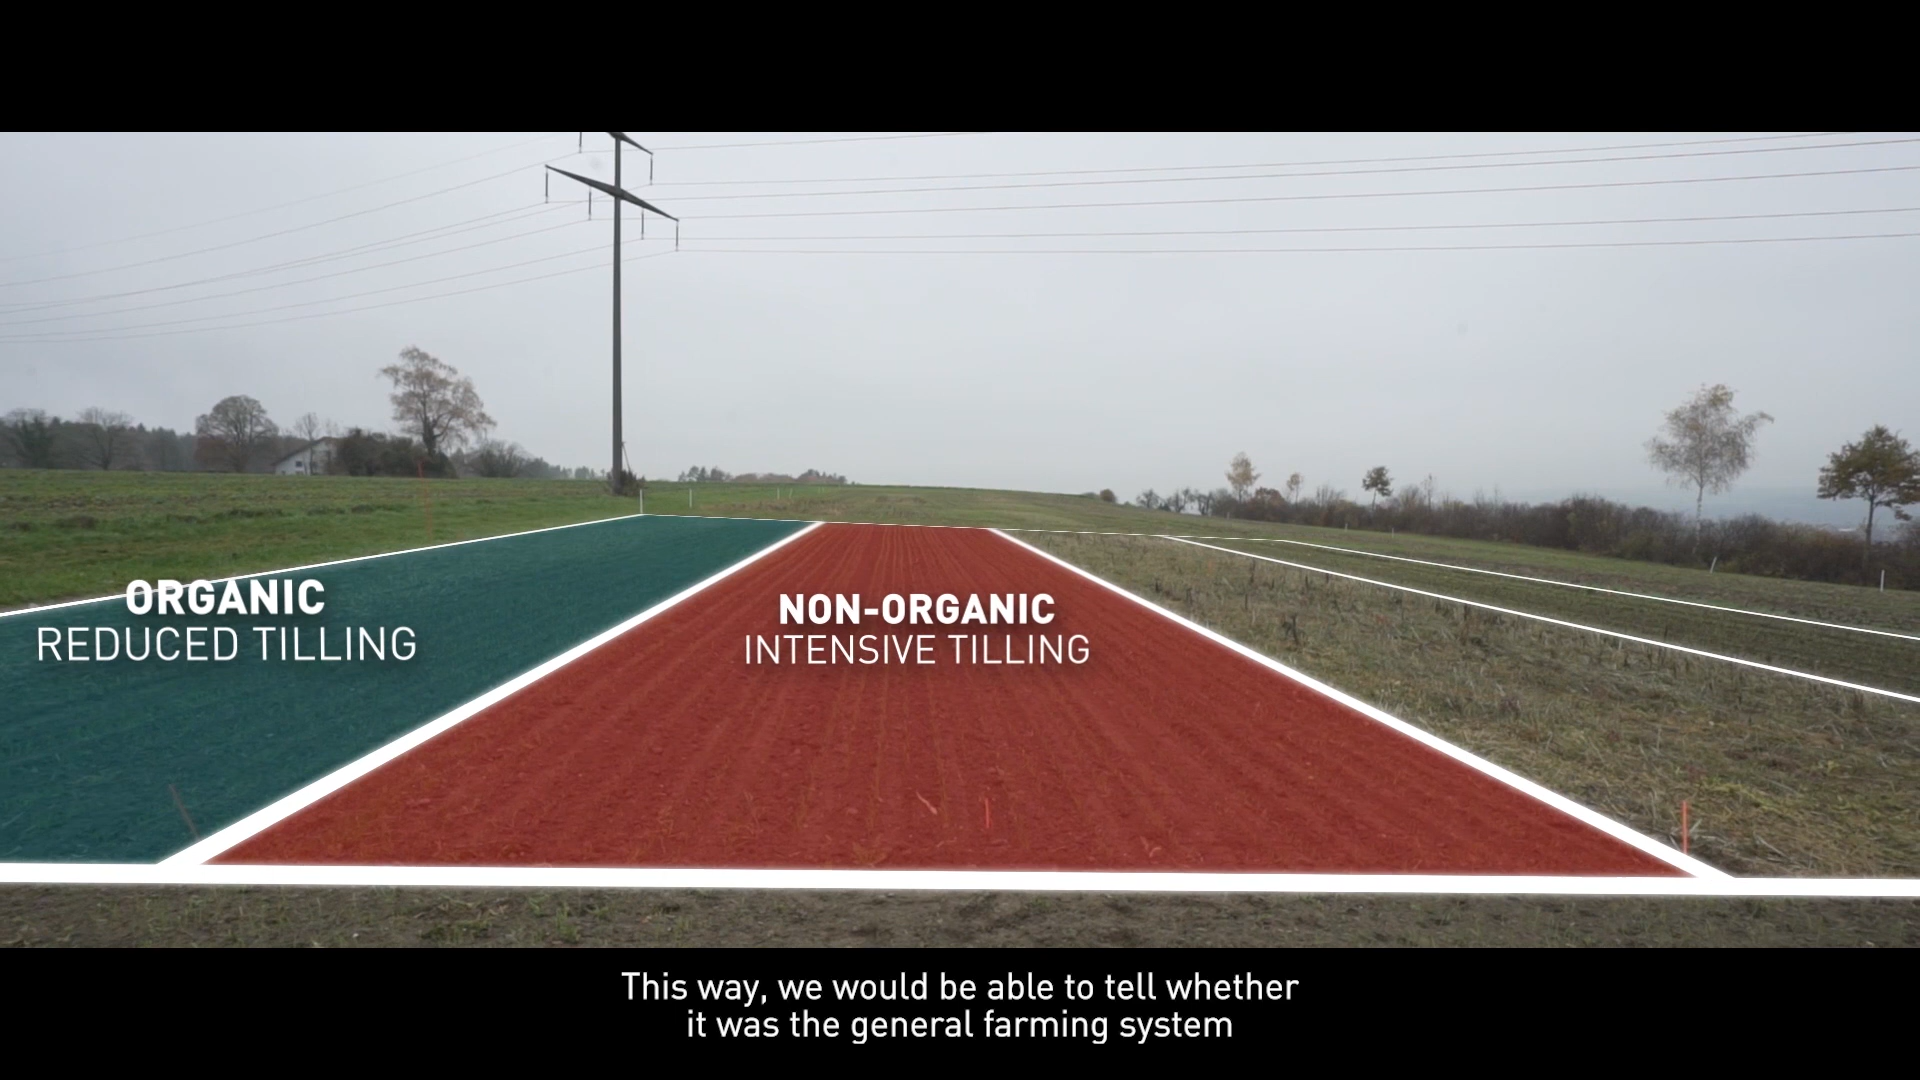 ORGANIC
REDUCED TILLING
NON-ORGANIC
INTENSIVE TILLING
This way, we would be able to tell whether
it was the general farming system